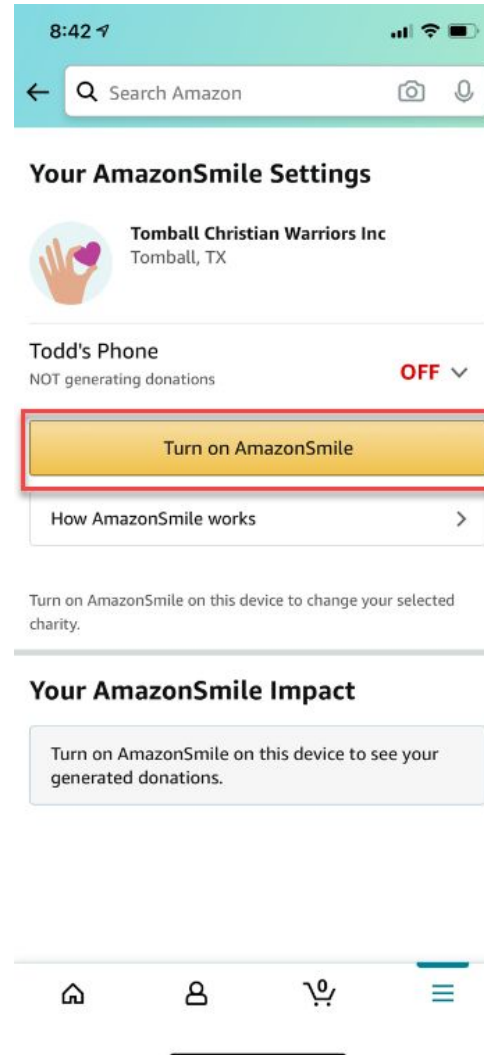 8:42
Search Amazon
Your AmazonSmile Settings
Tomball Christian Warriors Inc
Tomball, TX
Todd's Phone
NOT generating donations
OFF
Turn on AmazonSmile
How AmazonSmile works
Turn on AmazonSmile on this device to change your selected
charity.
Your AmazonSmile Impact
Turn on AmazonSmile on this device to see your
generated donations.
0